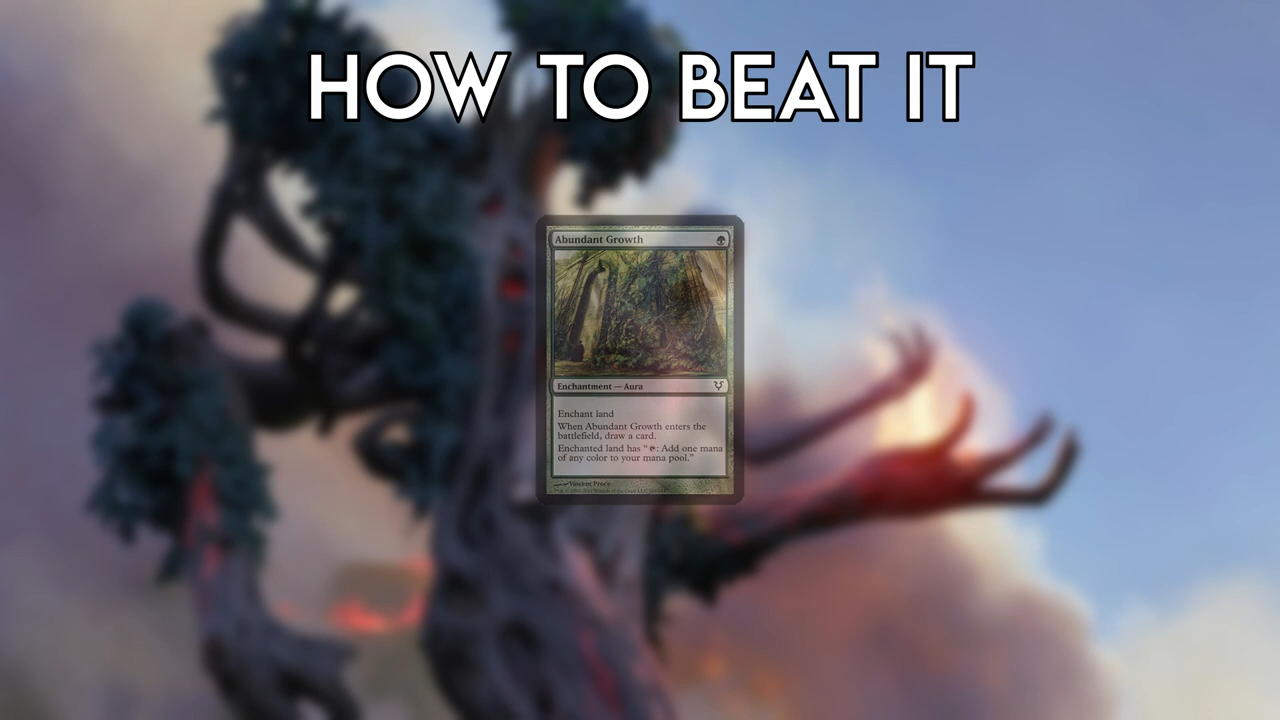 HOW TO BEAT IT
Abundant Growth
Enchantment — Aura
Enchant land
When Abundant Growth enters the
battlefield, draw a card.
Enchanted land has ": Add one mana
of any color to your mana pool."
Vincent Proce